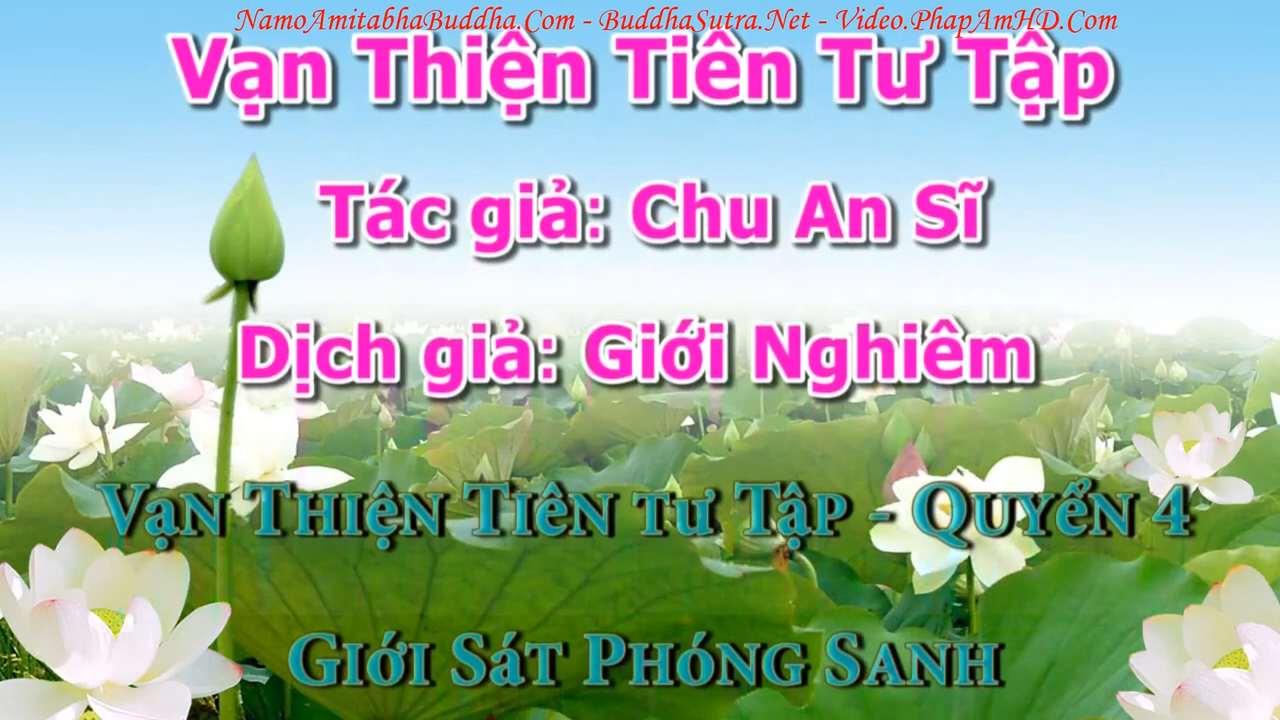 NamoAmitabhaBuddha.Com - BuddhaSutra.Net - Video.PhapAmHD.Com
Vạn Thiện Tiên Tư Tập
Tác giả: Chu An Sĩ
Dịch giả: Giới Nghiêm
Vạn Thiện Tiên tư Tập - Quyển 4
Giới Sát Phóng Sanh